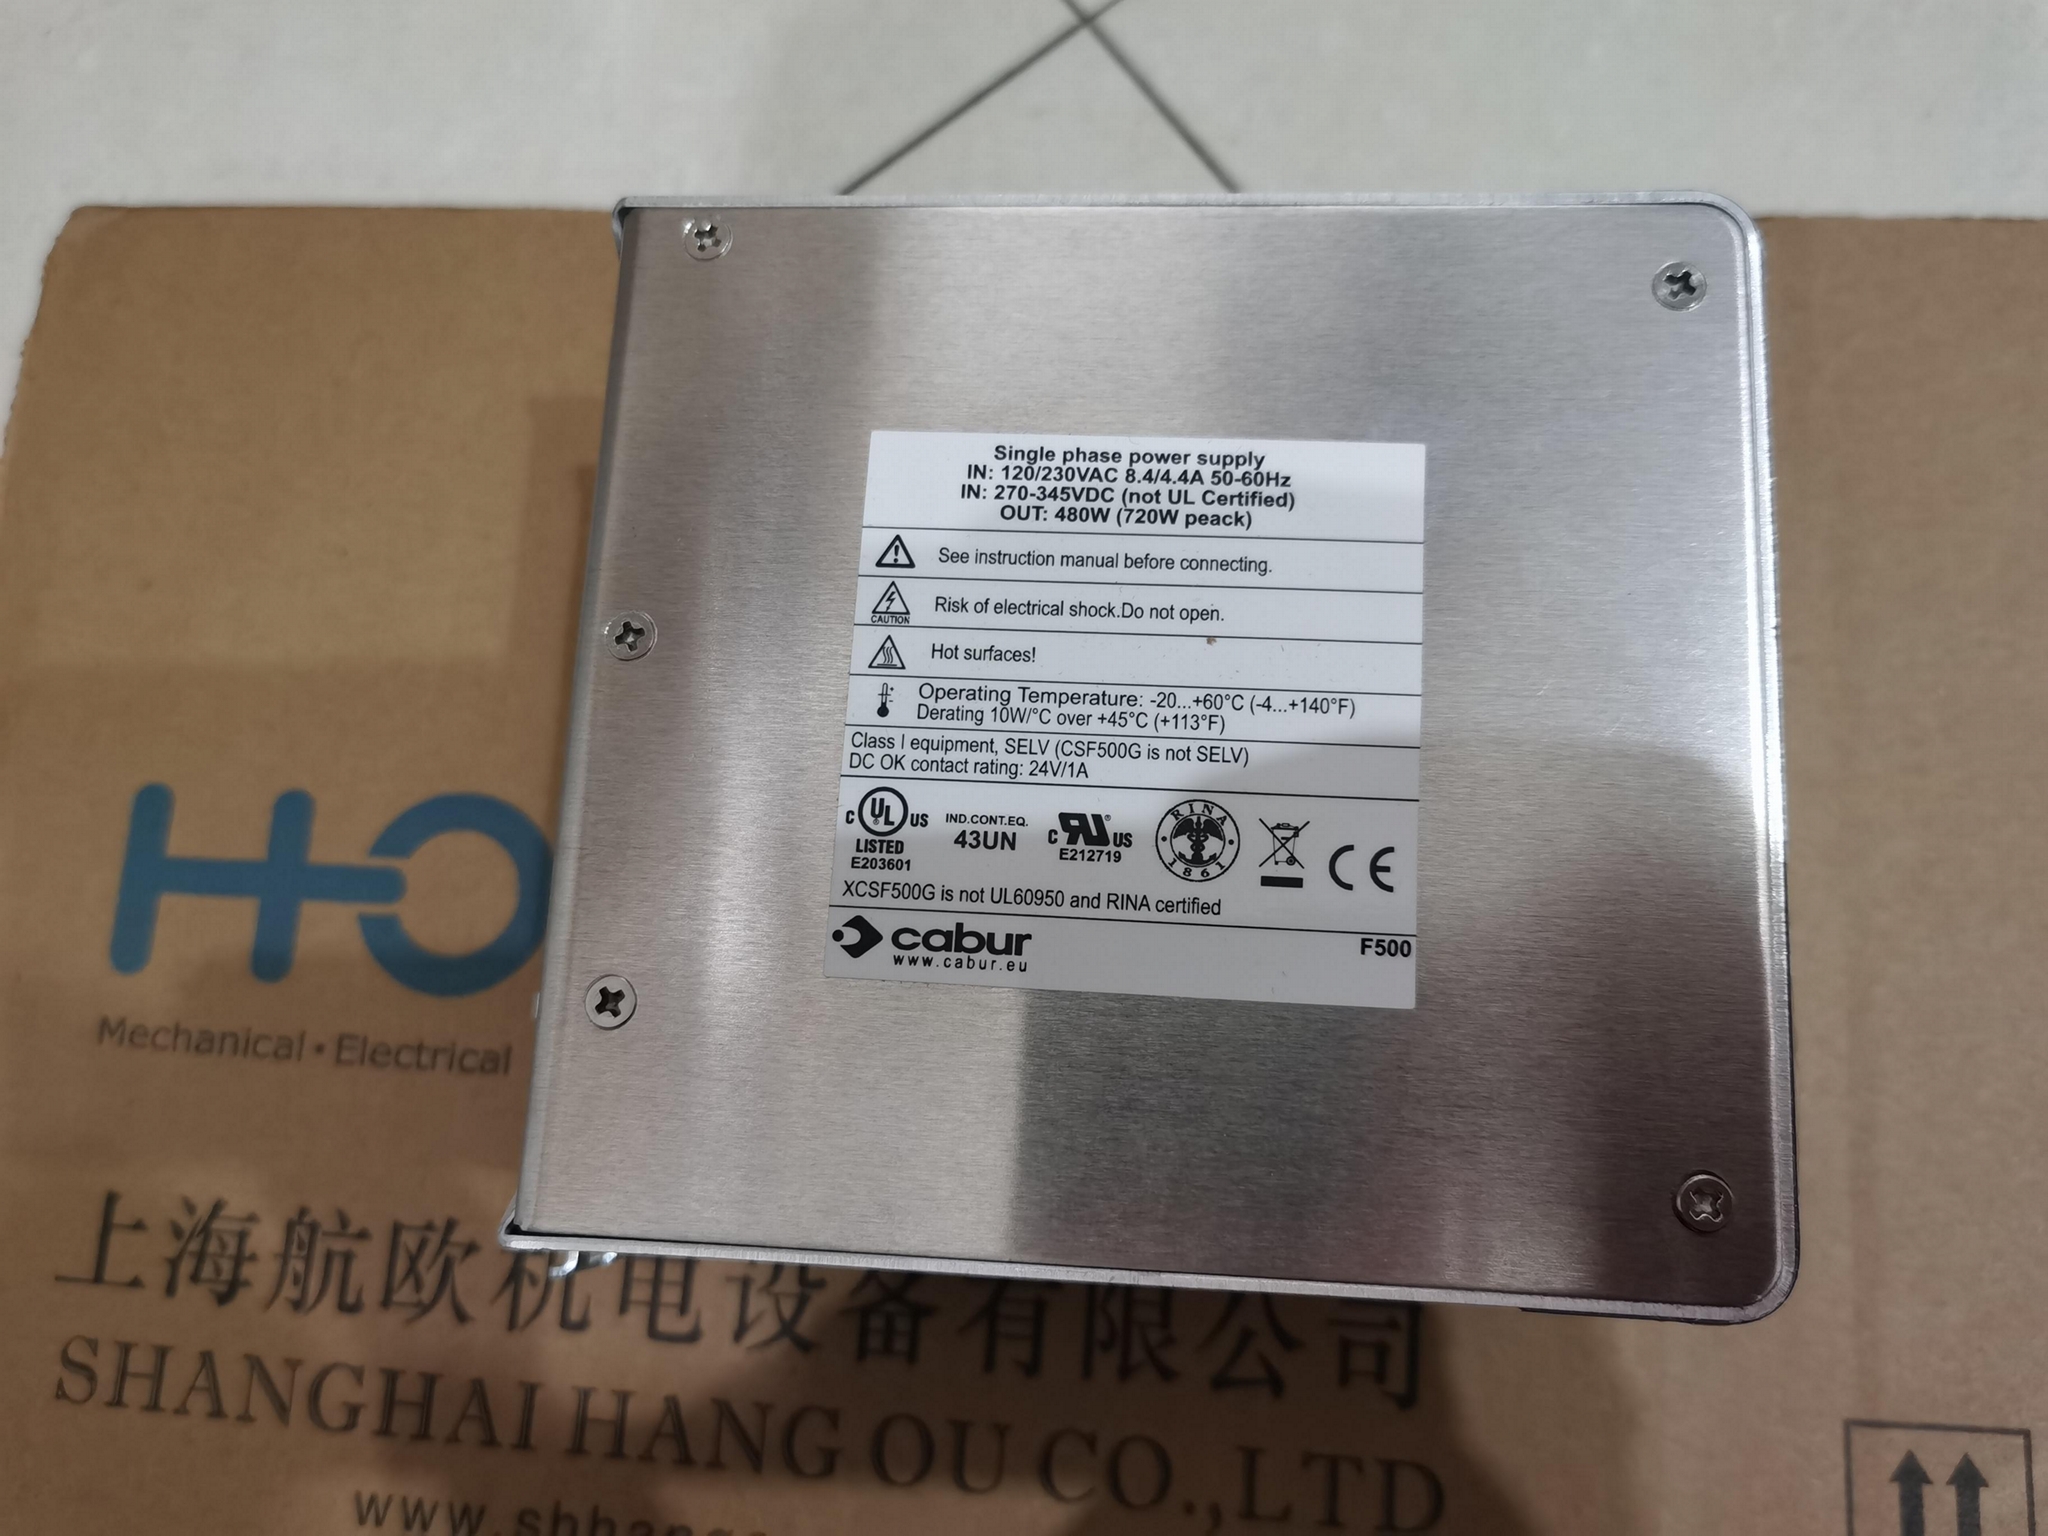 Single phase power supply
IN: 120/230VAC 8.4/4.4A 50-60Hz
IN: 270-345VDC (not UL Certified)
OUT: 480W (720W peack)
See instruction manual before connecting.
CAUTION
Risk of electrical shock.Do not open.
Hot surfaces!
Operating Temperature: -20...+60°C (-4...+140°F)
Derating 10W/°C over +45°C (+113°F)
Class I equipment, SELV (CSF500G is not SELV)
DC OK contact rating: 24V/1A
C UL US
LISTED
E203601
IND.CONT.EQ.
43UN
C RU US
E212719
RINA
1861
CE
XCSF500G is not UL60950 and RINA certified
cabur
www.cabur.eu
F500
HO
Mechanical·Electrical
上海航欧机电设备有限公司
SHANGHAI HANG OU CO.,LTD